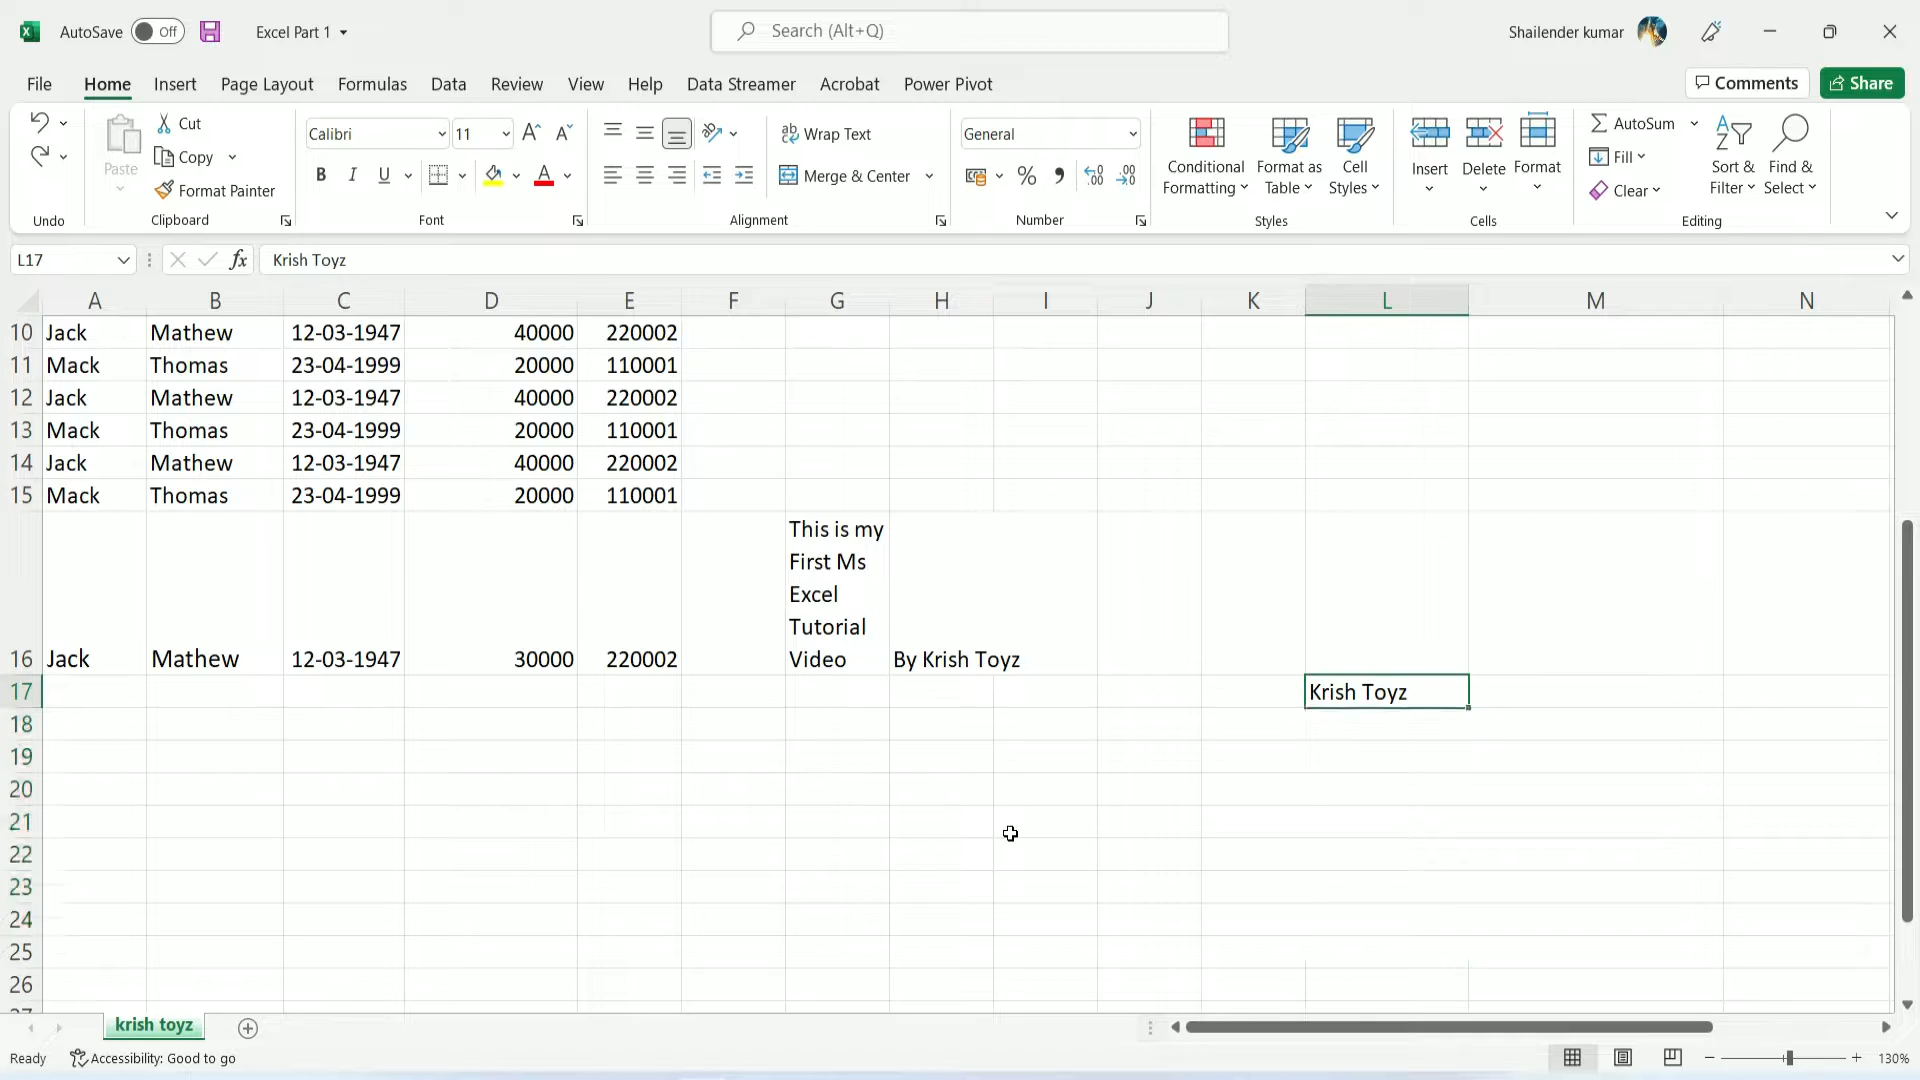 AutoSave Off Excel Part 1 Search (Alt+Q) Shailender kumar
File Home Insert Page Layout Formulas Data Review View Help Data Streamer Acrobat Power Pivot Comments Share
Paste
Cut
Copy
Format Painter
Calibri 11
B I U A
Wrap Text
Merge & Center
General
%
Conditional Formatting
Format as Table
Cell Styles
Insert
Delete
Format
AutoSum
Fill
Clear
Sort & Filter
Find & Select
Undo Clipboard Font Alignment Number Styles Cells Editing
L17 fx Krish Toyz
A B C D E F G H I J K L M N
10 Jack Mathew 12-03-1947 40000 220002
11 Mack Thomas 23-04-1999 20000 110001
12 Jack Mathew 12-03-1947 40000 220002
13 Mack Thomas 23-04-1999 20000 110001
14 Jack Mathew 12-03-1947 40000 220002
15 Mack Thomas 23-04-1999 20000 110001
This is my
First Ms
Excel
Tutorial
16 Jack Mathew 12-03-1947 30000 220002 Video By Krish Toyz
17 Krish Toyz
18
19
20
21
22
23
24
25
26
27
krish toyz
Ready Accessibility: Good to go 130%